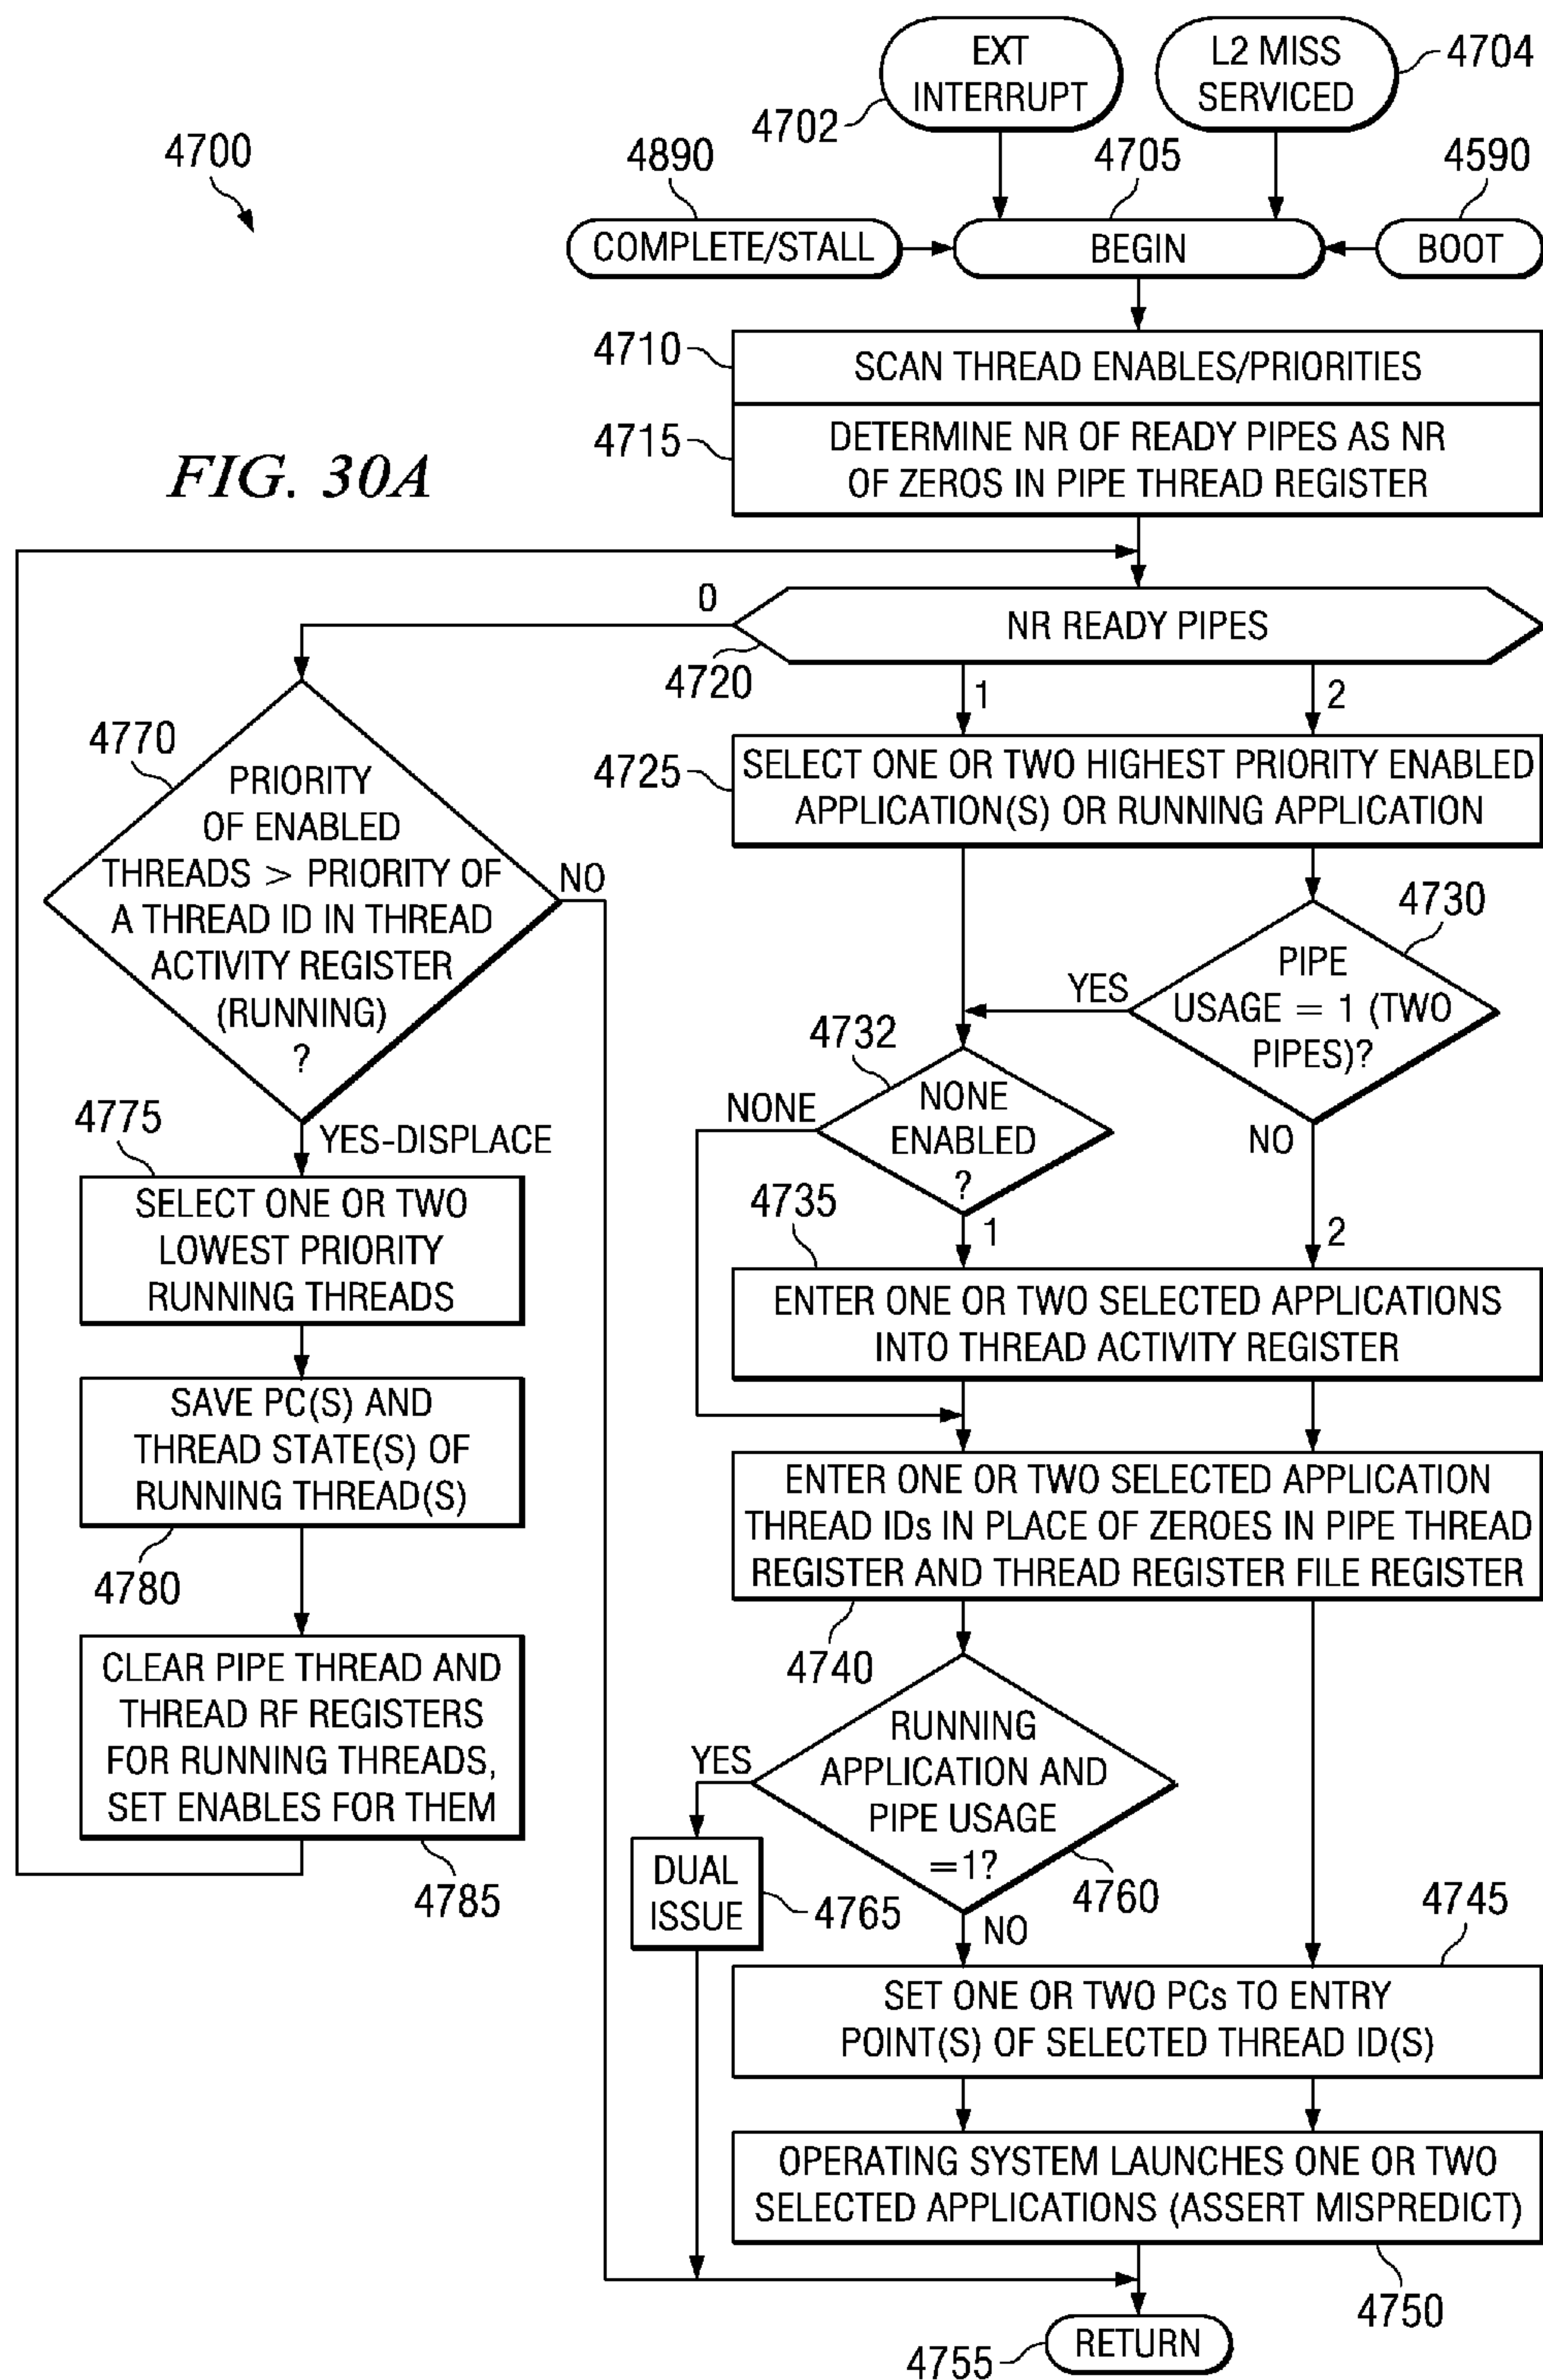 EXT
INTERRUPT
4702
L2 MISS
SERVICED
4704
4700
4890
COMPLETE/STALL
4705
BEGIN
4590
BOOT
4710
SCAN THREAD ENABLES/PRIORITIES
4715
DETERMINE NR OF READY PIPES AS NR
OF ZEROS IN PIPE THREAD REGISTER
FIG. 30A
0
NR READY PIPES
4720
1
2
4770
PRIORITY
OF ENABLED
THREADS > PRIORITY OF
A THREAD ID IN THREAD
ACTIVITY REGISTER
(RUNNING)
?
NO
YES-DISPLACE
4725
SELECT ONE OR TWO HIGHEST PRIORITY ENABLED
APPLICATION(S) OR RUNNING APPLICATION
4730
PIPE
USAGE = 1 (TWO
PIPES)?
YES
NO
2
4732
NONE
ENABLED
?
NONE
1
4775
SELECT ONE OR TWO
LOWEST PRIORITY
RUNNING THREADS
4735
ENTER ONE OR TWO SELECTED APPLICATIONS
INTO THREAD ACTIVITY REGISTER
SAVE PC(S) AND
THREAD STATE(S) OF
RUNNING THREAD(S)
4780
ENTER ONE OR TWO SELECTED APPLICATION
THREAD IDs IN PLACE OF ZEROES IN PIPE THREAD
REGISTER AND THREAD REGISTER FILE REGISTER
4740
CLEAR PIPE THREAD AND
THREAD RF REGISTERS
FOR RUNNING THREADS,
SET ENABLES FOR THEM
4785
RUNNING
APPLICATION AND
PIPE USAGE
=1?
4760
YES
NO
DUAL
ISSUE
4765
4745
SET ONE OR TWO PCs TO ENTRY
POINT(S) OF SELECTED THREAD ID(S)
OPERATING SYSTEM LAUNCHES ONE OR TWO
SELECTED APPLICATIONS (ASSERT MISPREDICT)
4750
4755
RETURN